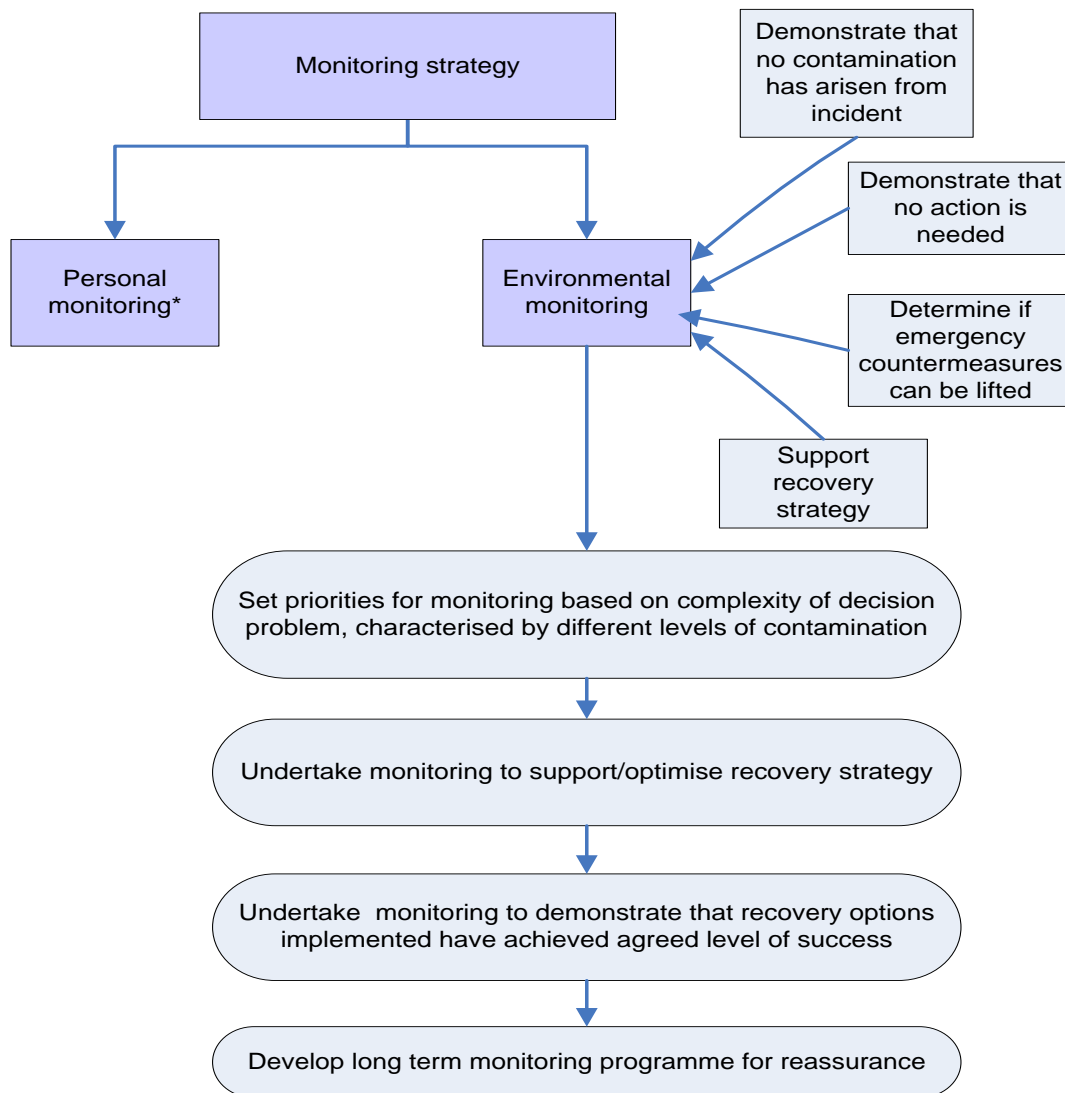 Monitoring strategy
Demonstrate that
no contamination
has arisen from
incident
Demonstrate that
no action is
needed
Personal
monitoring*
Environmental
monitoring
Determine if
emergency
countermeasures
can be lifted
Support
recovery
strategy
Set priorities for monitoring based on complexity of decision
problem, characterised by different levels of contamination
Undertake monitoring to support/optimise recovery strategy
Undertake  monitoring to demonstrate that recovery options
implemented have achieved agreed level of success
Develop long term monitoring programme for reassurance